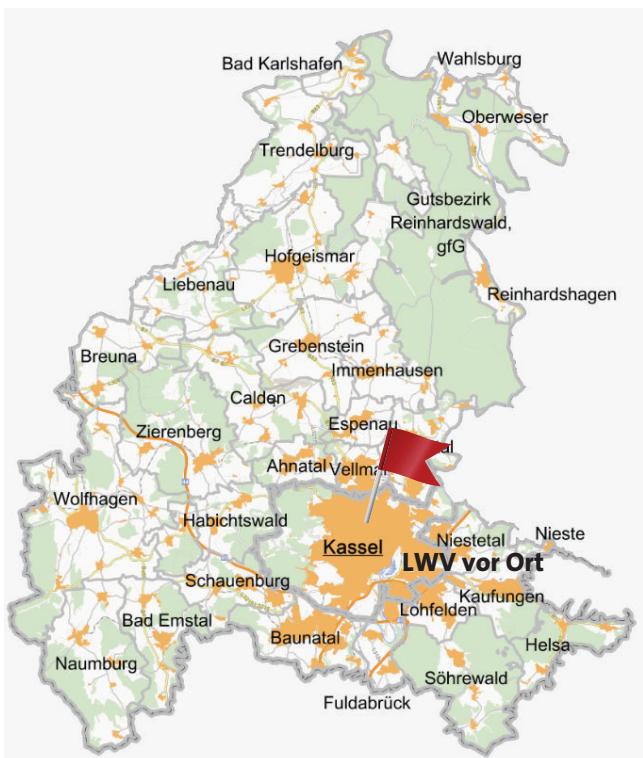 Bad Karlshafen
Wahlsburg
Oberweser
Trendelburg
Gutsbezirk
Reinhardswald,
gfG
Hofgeismar
Liebenau
Reinhardshagen
Grebenstein
Breuna
Immenhausen
Calden
Espenau
Zierenberg
Ahnatal
Vellmar
Wolfhagen
Habichtswald
Kassel
Niestetal
Nieste
LWV vor Ort
Schauenburg
Kaufungen
Lohfelden
Bad Emstal
Baunatal
Helsa
Naumburg
Söhrewald
Fuldabrück